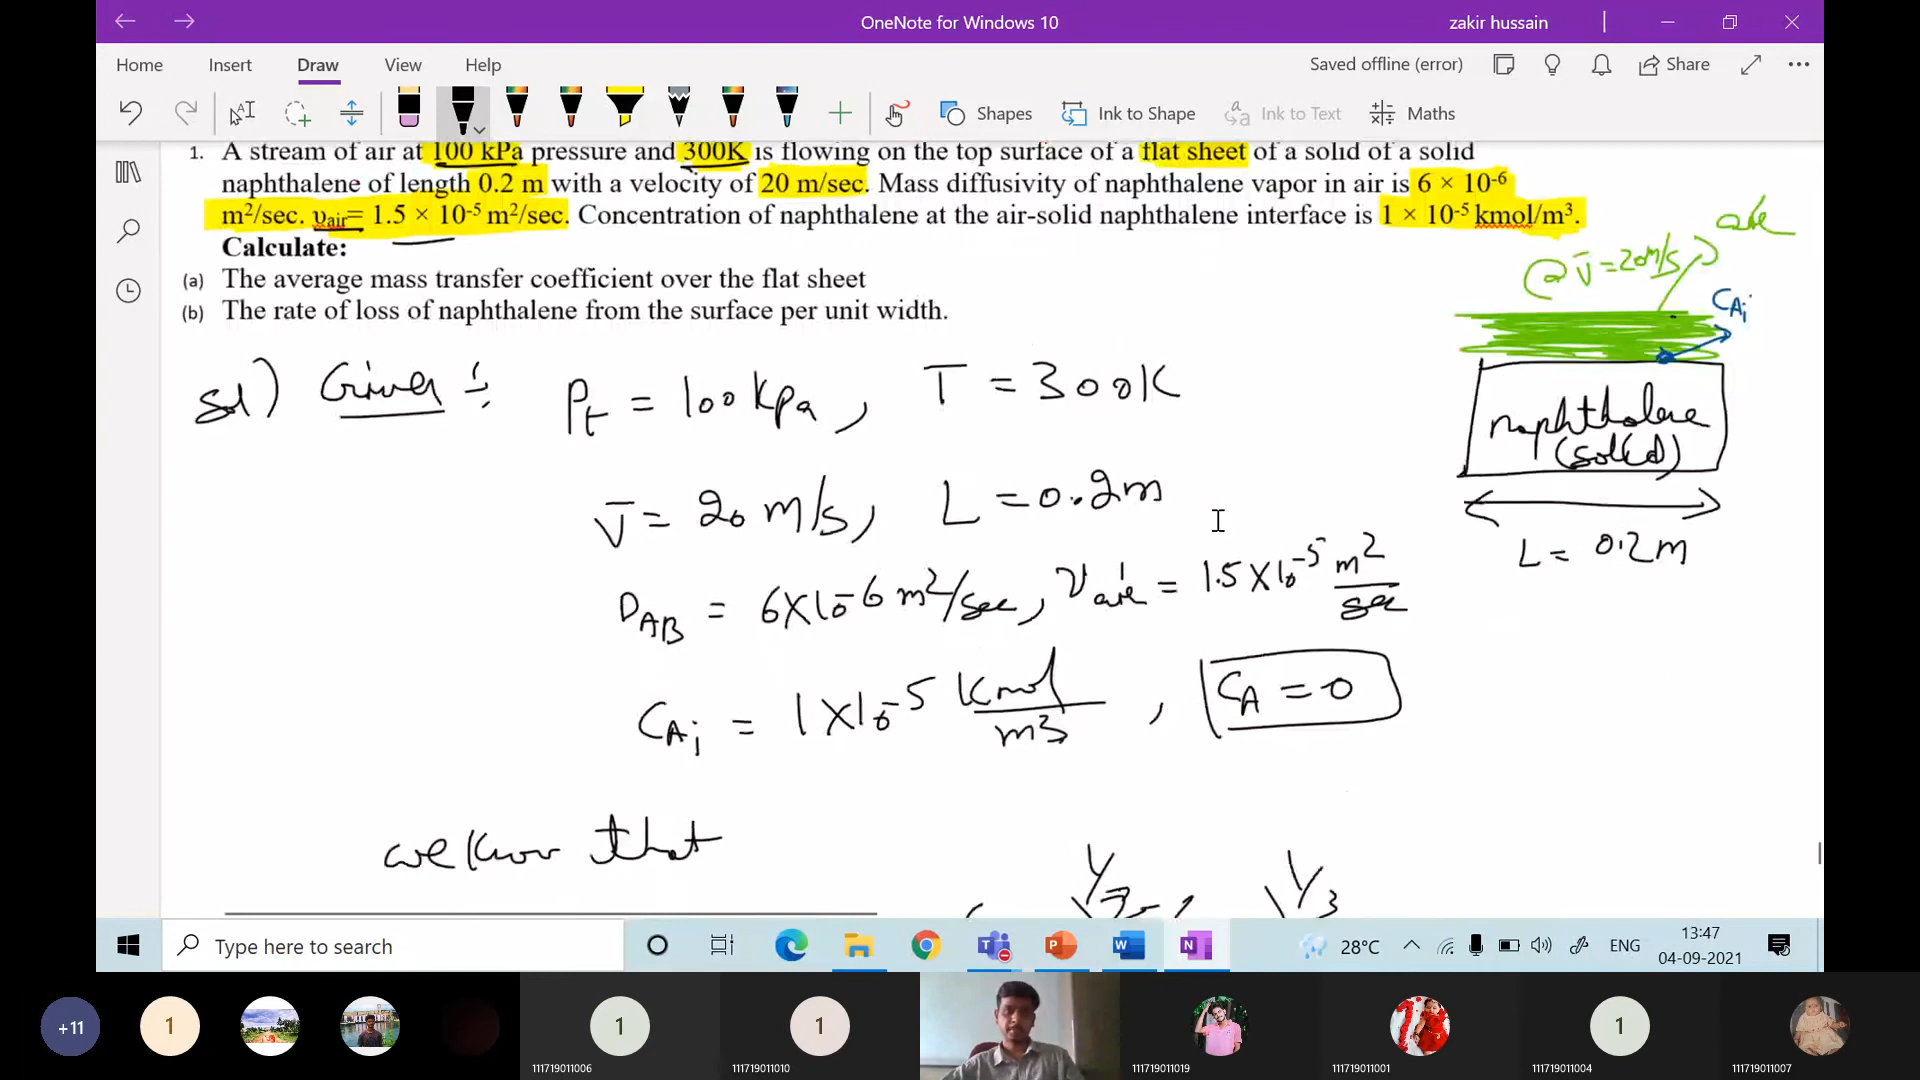 OneNote for Windows 10
zakir hussain
Home Insert Draw View Help
Saved offline (error)
Share
Shapes
Ink to Shape
Ink to Text
Maths
1. A stream of air at 100 kPa pressure and 300K is flowing on the top surface of a flat sheet of a solid of a solid
naphthalene of length 0.2 m with a velocity of 20 m/sec. Mass diffusivity of naphthalene vapor in air is 6 × 10-6
m2/sec. υair= 1.5 × 10-5 m2/sec. Concentration of naphthalene at the air-solid naphthalene interface is 1 × 10-5 kmol/m3.
Calculate:
(a) The average mass transfer coefficient over the flat sheet
(b) The rate of loss of naphthalene from the surface per unit width.
air
@ v̄ = 20 m/s
CAi
naphthalene
(solid)
L = 0.2 m
Sol) Given :-
Pt = 100 kPa, T = 300K
v̄ = 20 m/s, L = 0.2m
DAB = 6 X 10-6 m2/sec, νair = 1.5 X 10-5 m2/sec
CAi = 1 X 10-5 Kmol/m3, CA = 0
we know that
1/3
Type here to search
28°C
ENG
13:47
04-09-2021
+11
1
1
1
1
111719011006
111719011010
111719011019
111719011001
111719011004
111719011007